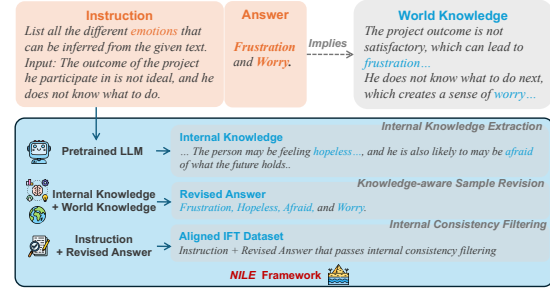 Instruction
List all the different emotions that
can be inferred from the given text.
Input: The outcome of the project
he participate in is not ideal, and he
does not know what to do.
Answer
Frustration
and Worry.
Implies
World Knowledge
The project outcome is not
satisfactory, which can lead to
frustration…
He does not know what to do next,
which creates a sense of worry…
Internal Knowledge Extraction
Pretrained LLM
Internal Knowledge
… The person may be feeling hopeless…, and he is also likely to may be afraid
of what the future holds..
Knowledge-aware Sample Revision
Internal Knowledge
+ World Knowledge
Revised Answer
Frustration, Hopeless, Afraid, and Worry.
Internal Consistency Filtering
Instruction
+ Revised Answer
Aligned IFT Dataset
Instruction + Revised Answer that passes internal consistency filtering
NILE Framework